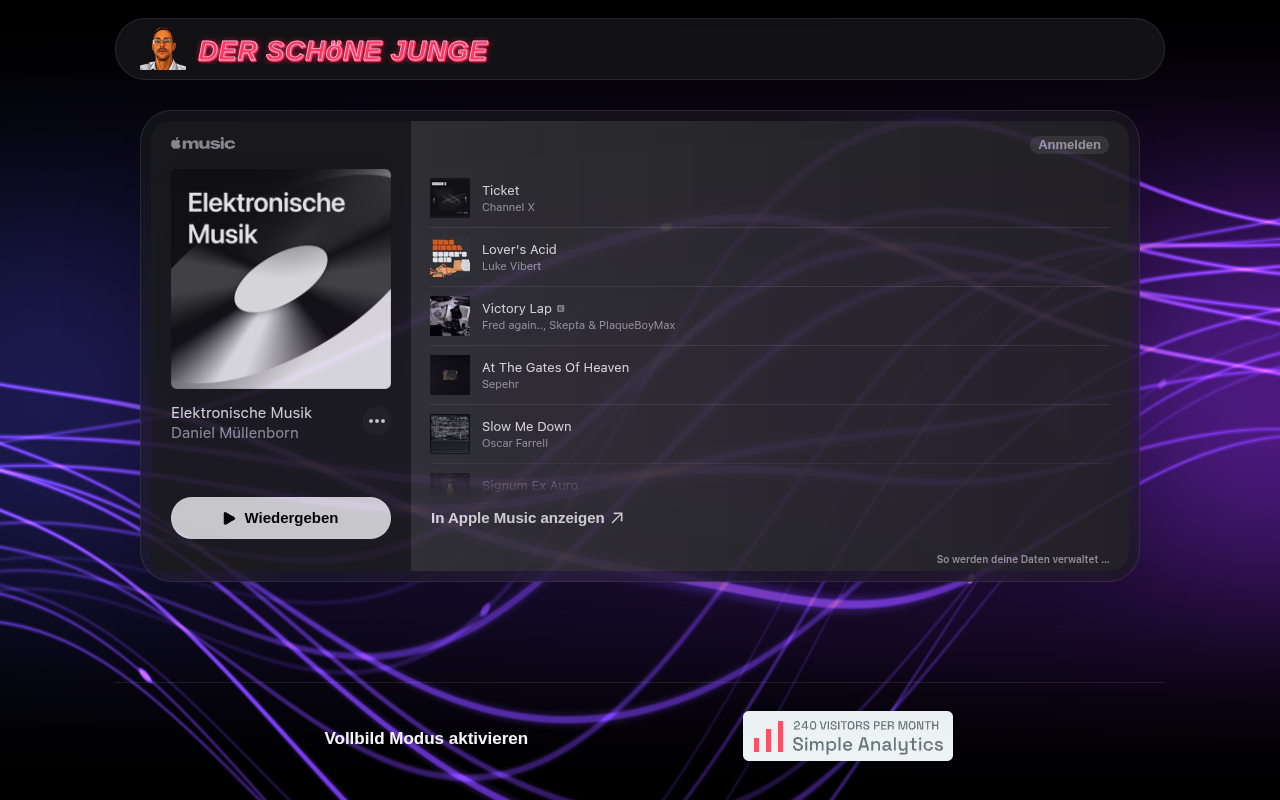 DER SCHöNE JUNGE
music
Anmelden
Elektronische
Musik
Elektronische Musik
Daniel Müllenborn
Wiedergeben
Ticket
Channel X
Lover's Acid
Luke Vibert
Victory Lap
Fred again.., Skepta & PlaqueBoyMax
At The Gates Of Heaven
Sepehr
Slow Me Down
Oscar Farrell
Signum Ex Auro
In Apple Music anzeigen
So werden deine Daten verwaltet ...
Vollbild Modus aktivieren
240 VISITORS PER MONTH
Simple Analytics